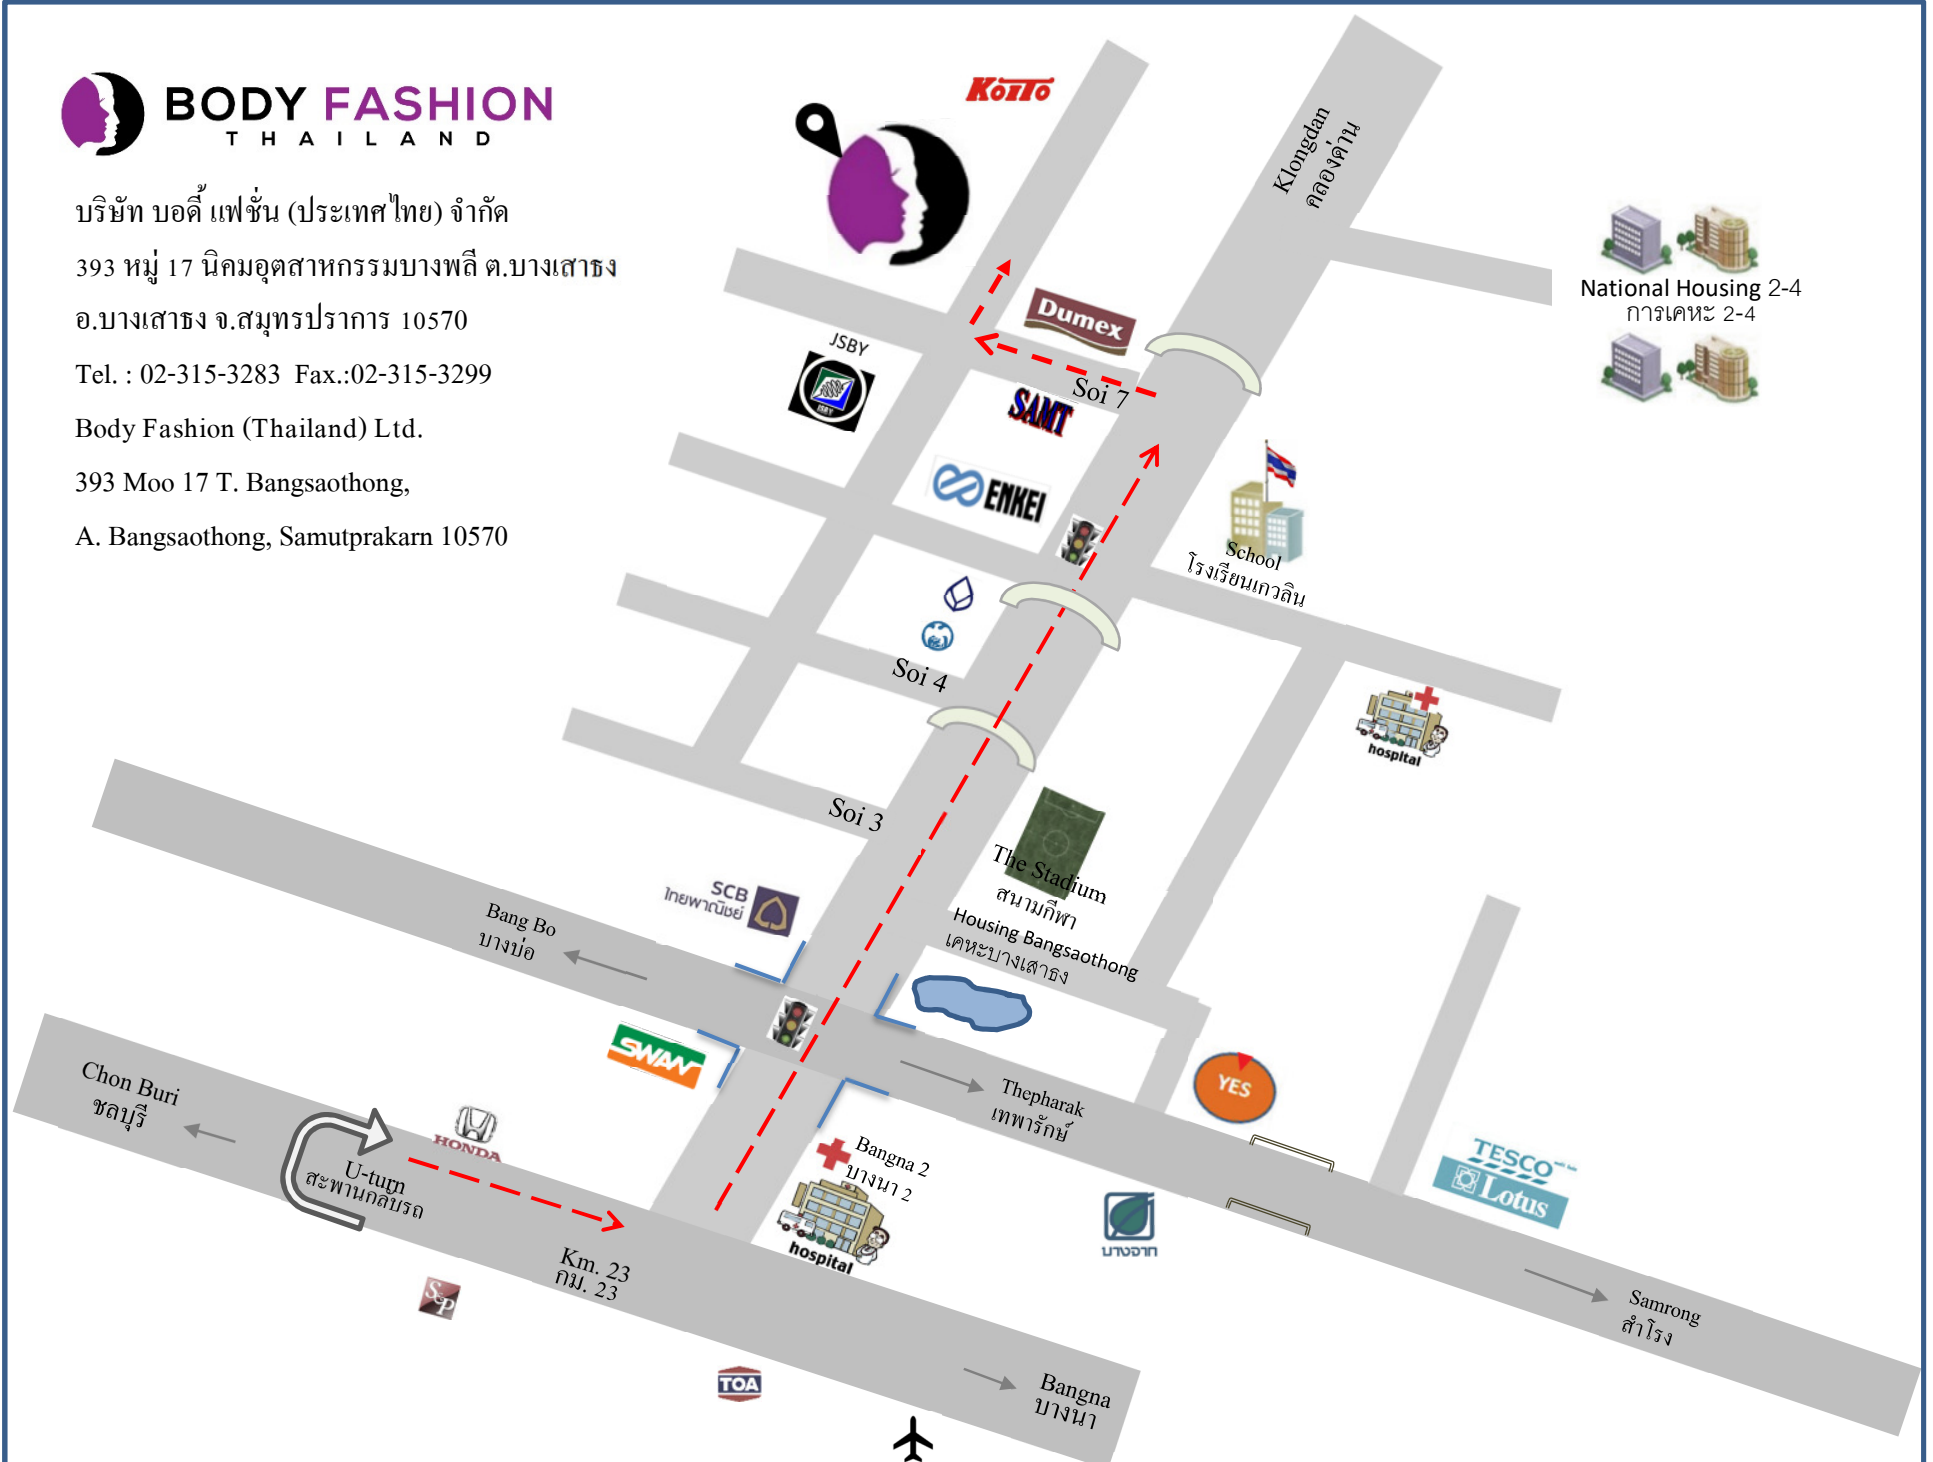 BODY FASHION
THAILAND
บริษัท บอดี้ แฟชั่น (ประเทศไทย) จำกัด
393 หมู่ 17 นิคมอุตสาหกรรมบางพลี ต.บางเสาธง
อ.บางเสาธง จ.สมุทรปราการ 10570
Tel. : 02-315-3283 Fax.:02-315-3299
Body Fashion (Thailand) Ltd.
393 Moo 17 T. Bangsaothong,
A. Bangsaothong, Samutprakarn 10570
KOITO
Klongdan
คลองด่าน
National Housing 2-4
การเคหะ 2-4
Dumex
JSBY
JSBY
Soi 7
SAMT
ENKEI
School
โรงเรียนเกวลิน
Soi 4
hospital
Soi 3
The Stadium
สนามกีฬา
Housing Bangsaothong
เคหะบางเสาธง
SCB
ไทยพาณิชย์
Bang Bo
บางบ่อ
SWAN
Thepharak
เทพารักษ์
YES
Chon Buri
ชลบุรี
HONDA
U-turn
สะพานกลับรถ
Bangna 2
บางนา 2
hospital
TESCO
Lotus
บางจาก
Km. 23
กม. 23
S&P
Samrong
สำโรง
TOA
Bangna
บางนา